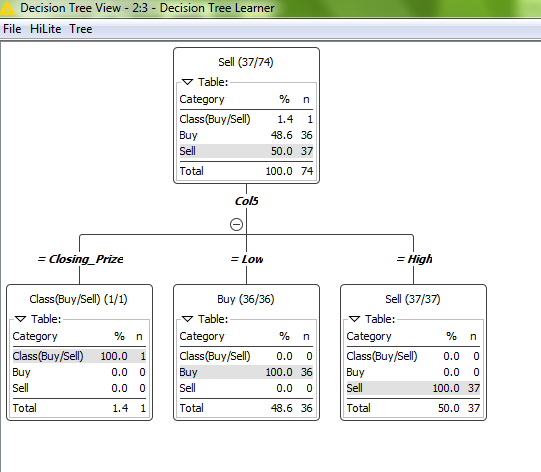 Decision Tree View - 2:3 - Decision Tree Learner
File HiLite Tree
Sell (37/74)
Table:
Category % n
Class(Buy/Sell) 1.4 1
Buy 48.6 36
Sell 50.0 37
Total 100.0 74
Col5
= Closing_Prize
= Low
= High
Class(Buy/Sell) (1/1)
Table:
Category % n
Class(Buy/Sell) 100.0 1
Buy 0.0 0
Sell 0.0 0
Total 1.4 1
Buy (36/36)
Table:
Category % n
Class(Buy/Sell) 0.0 0
Buy 100.0 36
Sell 0.0 0
Total 48.6 36
Sell (37/37)
Table:
Category % n
Class(Buy/Sell) 0.0 0
Buy 0.0 0
Sell 100.0 37
Total 50.0 37